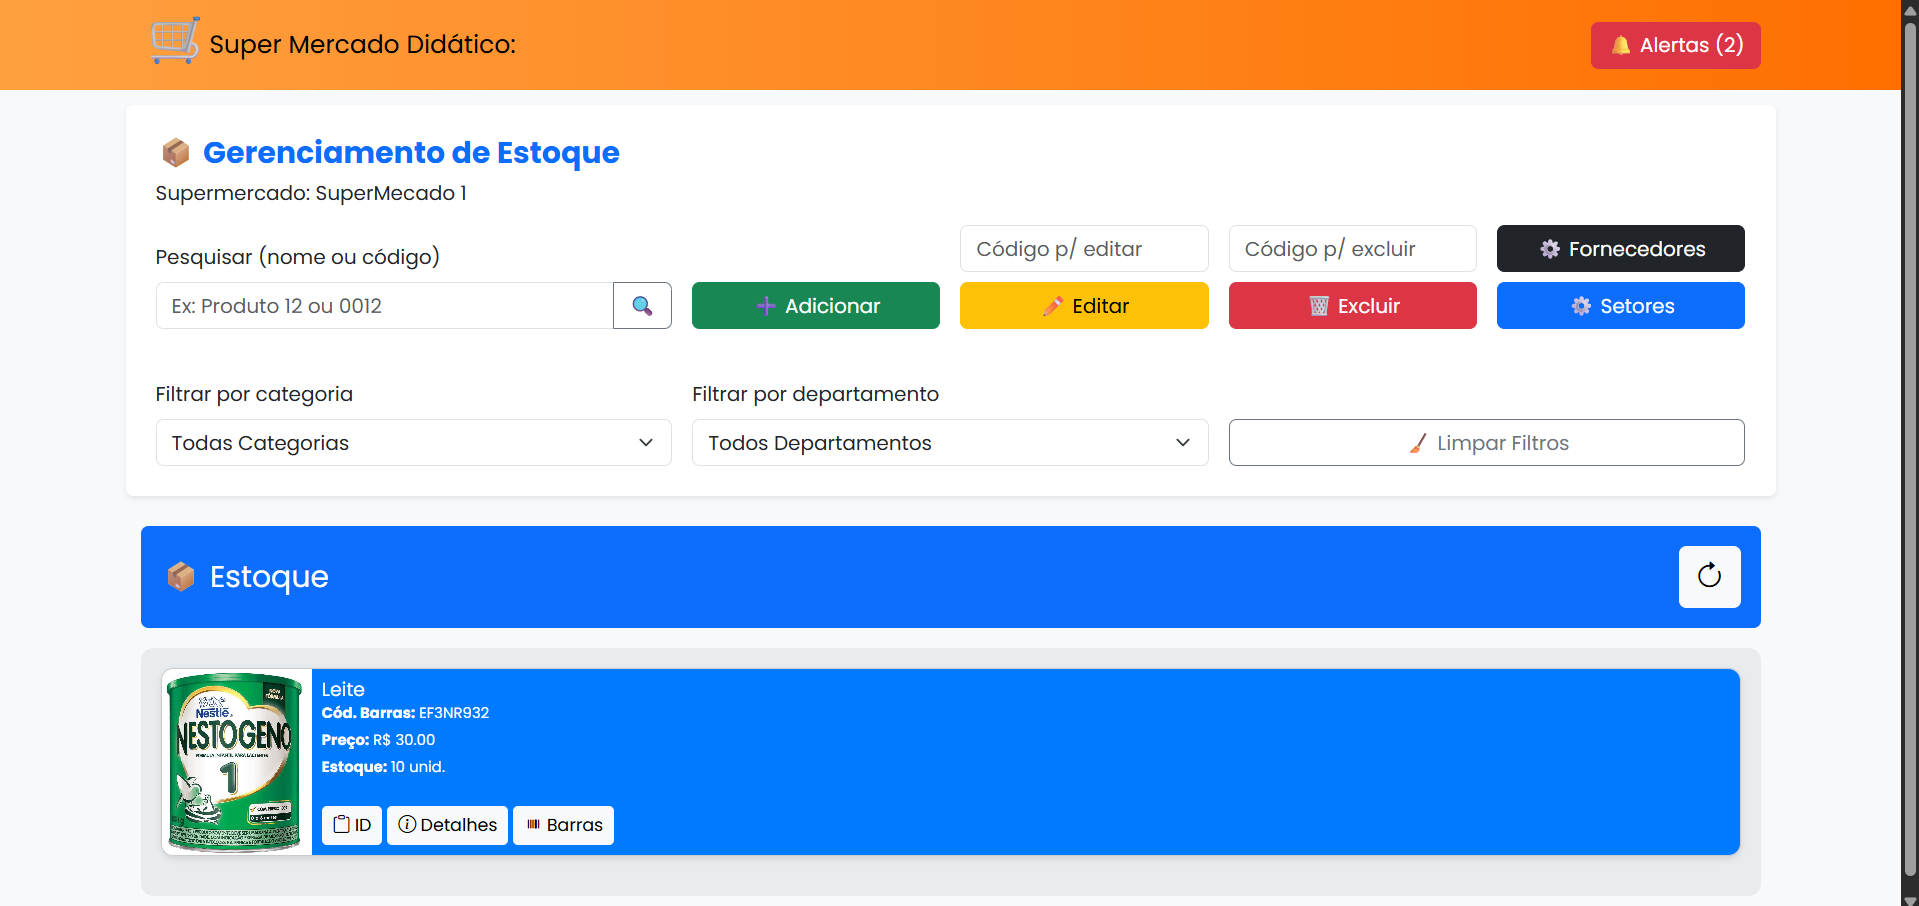 Super Mercado Didático:
🔔 Alertas (2)
📦 Gerenciamento de Estoque
Supermercado: SuperMecado 1
Pesquisar (nome ou código)
Código p/ editar
Código p/ excluir
Fornecedores
Ex: Produto 12 ou 0012
Adicionar
Editar
Excluir
Setores
Filtrar por categoria
Filtrar por departamento
Todas Categorias
Todos Departamentos
Limpar Filtros
Estoque
Nestlé
NESTOGENO
1
Leite
Cód. Barras: EF3NR932
Preço: R$ 30.00
Estoque: 10 unid.
ID
Detalhes
Barras